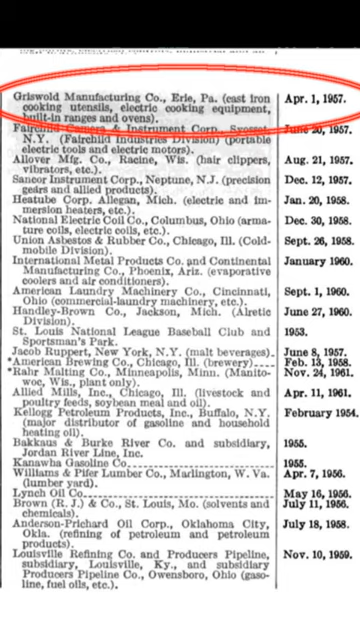 Griswold Manufacturing Co., Erie, Pa. (cast iron Apr. 1, 1957.
cooking utensils, electric cooking equipment,
built-in ranges and ovens).
Fairchild Camera & Instrument Corp., Syosset, June 20, 1957.
N.Y. (Fairchild Industries Division) (portable
electric tools and electric motors).
Allover Mfg. Co., Racine, Wis. (hair clippers, Aug. 21, 1957.
vibrators, etc.).
Sancor Instrument Corp., Neptune, N.J. (precision Dec. 12, 1957.
gears and allied products).
Heatube Corp. Allegan, Mich. (electric and im- Jan. 20, 1958.
mersion heaters, etc.).
National Electric Coil Co., Columbus, Ohio (arma- Dec. 30, 1958.
ture coils, electric coils, etc.).
Union Asbestos & Rubber Co., Chicago, Ill. (Cold- Sept. 26, 1958.
mobile Division).
International Metal Products Co. and Continental January 1960.
Manufacturing Co., Phoenix, Ariz. (evaporative
coolers and air conditioners).
American Laundry Machinery Co., Cincinnati, Sept. 1, 1960.
Ohio (commercial-laundry machinery, etc.).
Handley-Brown Co., Jackson, Mich. (Alretic June 27, 1960.
Division).
St. Louis National League Baseball Club and 1953.
Sportsman's Park.
Jacob Ruppert, New York, N.Y. (malt beverages). June 8, 1957.
*American Brewing Co., Chicago, Ill. (brewery)---- Feb. 13, 1958.
*Rahr Malting Co., Minneapolis, Minn. (Manito- Nov. 24, 1961.
woc, Wis., plant only).
Allied Mills, Inc., Chicago, Ill. (livestock and Apr. 11, 1961.
poultry feeds, soybean meal and oil).
Kellogg Petroleum Products, Inc., Buffalo, N.Y. February 1954.
(major distributor of gasoline and household
heating oil).
Bakkaus & Burke River Co. and subsidiary, 1955.
Jordan River Line, Inc.
Kanawha Gasoline Co---- 1955.
Williams & Pifer Lumber Co., Marlington, W. Va. Apr. 7, 1956.
(lumber yard).
Lynch Oil Co---- May 16, 1956.
Brown (R. J.) & Co., St. Louis, Mo. (solvents and July 11, 1956.
chemicals).
Anderson-Prichard Oil Corp., Oklahoma City, July 18, 1958.
Okla. (refining of petroleum and petroleum
products).
Louisville Refining Co. and Producers Pipeline, Nov. 10, 1959.
subsidiary, Louisville, Ky., and subsidiary
Producers Pipeline Co., Owensboro, Ohio (gaso-
line, fuel oils, etc.).